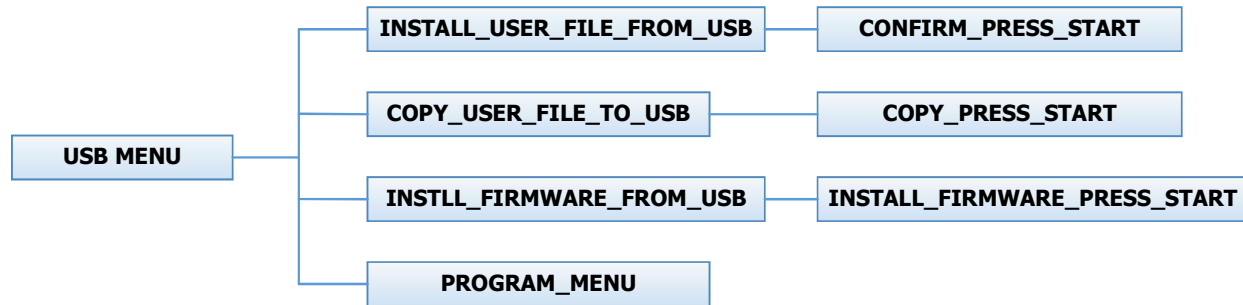 INSTALL_USER_FILE_FROM_USB
CONFIRM_PRESS_START
COPY_USER_FILE_TO_USB
COPY_PRESS_START
USB MENU
INSTLL_FIRMWARE_FROM_USB
INSTALL_FIRMWARE_PRESS_START
PROGRAM_MENU